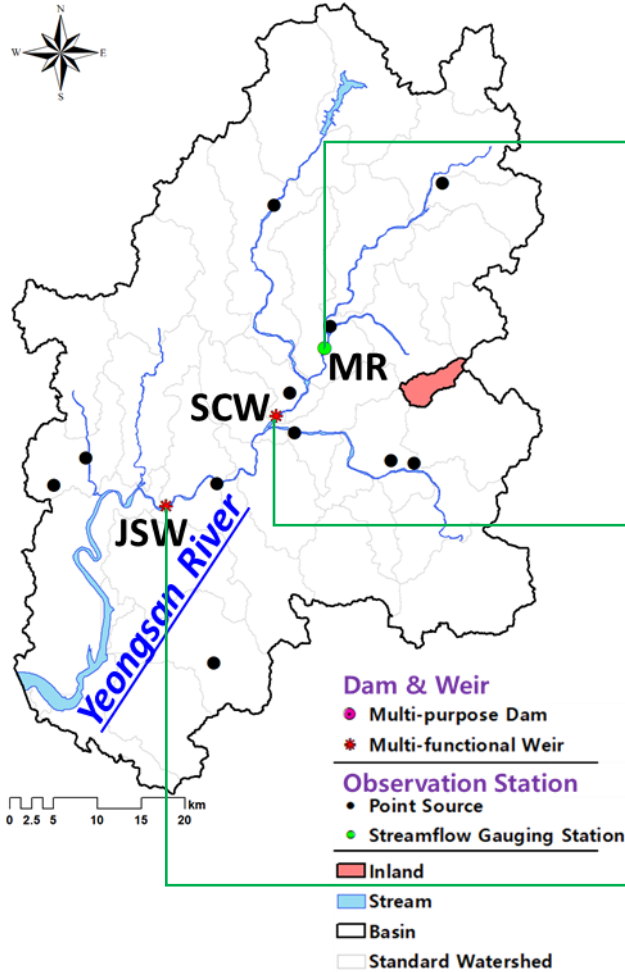 N
W E
S
MR
SCW
JSW
Yeongsan River
Dam & Weir
Multi-purpose Dam
Multi-functional Weir
Observation Station
Point Source
Streamflow Gauging Station
Inland
Stream
Basin
Standard Watershed
km
0 2.5 5 10 15 20